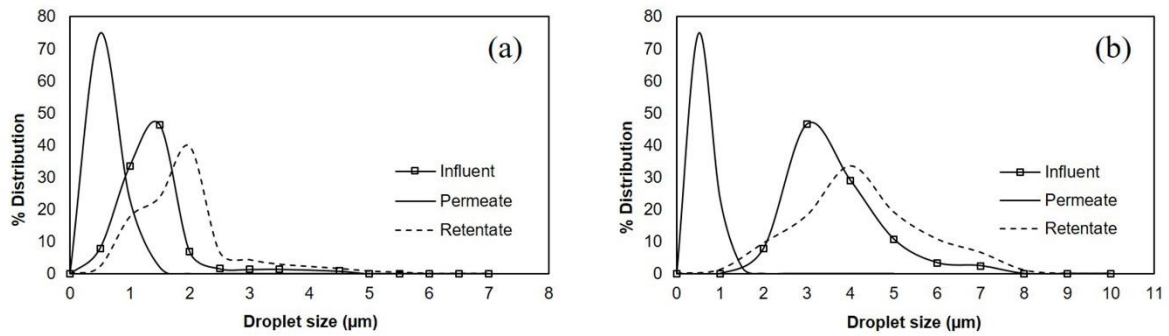 80
70
60
50
40
30
20
10
0
% Distribution
(a)
Influent
Permeate
Retentate
0 1 2 3 4 5 6 7 8
Droplet size (µm)
80
70
60
50
40
30
20
10
0
% Distribution
(b)
Influent
Permeate
Retentate
0 1 2 3 4 5 6 7 8 9 10 11
Droplet size (µm)